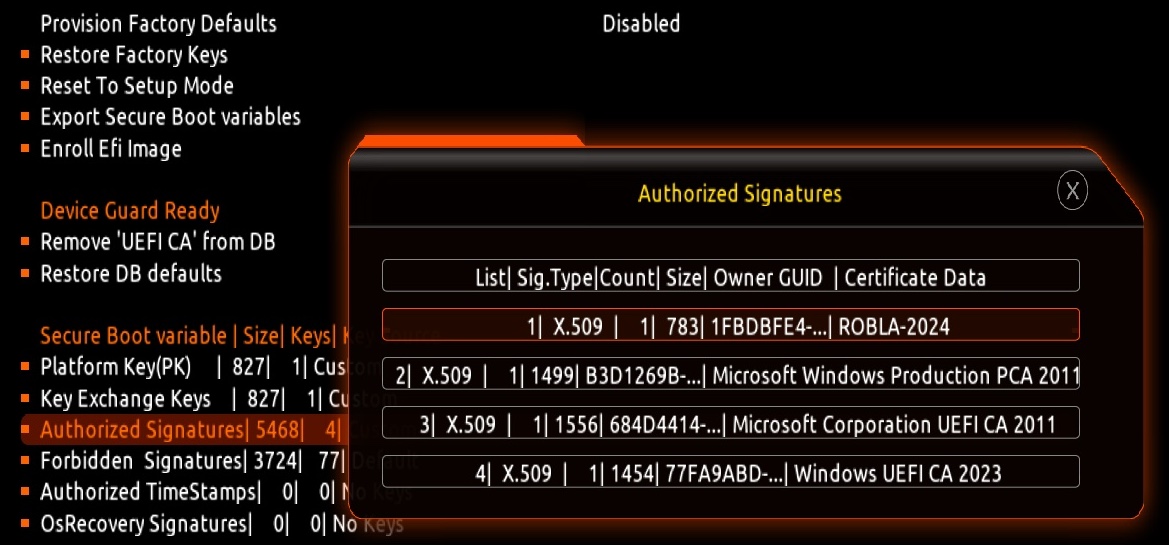 Provision Factory Defaults Disabled
Restore Factory Keys
Reset To Setup Mode
Export Secure Boot variables
Enroll Efi Image
Device Guard Ready
Remove 'UEFI CA' from DB
Restore DB defaults
Secure Boot variable | Size| Keys| Key Source
Platform Key(PK) | 827| 1| Custom
Key Exchange Keys | 827| 1| Custom
Authorized Signatures| 5468| 4| Custom
Forbidden Signatures| 3724| 77| Default
Authorized TimeStamps| 0| 0| No Keys
OsRecovery Signatures| 0| 0| No Keys
Authorized Signatures X
List| Sig.Type|Count| Size| Owner GUID | Certificate Data
1| X.509 | 1| 783| 1FBDBFE4-...| ROBLA-2024
2| X.509 | 1| 1499| B3D1269B-...| Microsoft Windows Production PCA 2011
3| X.509 | 1| 1556| 684D4414-...| Microsoft Corporation UEFI CA 2011
4| X.509 | 1| 1454| 77FA9ABD-...| Windows UEFI CA 2023